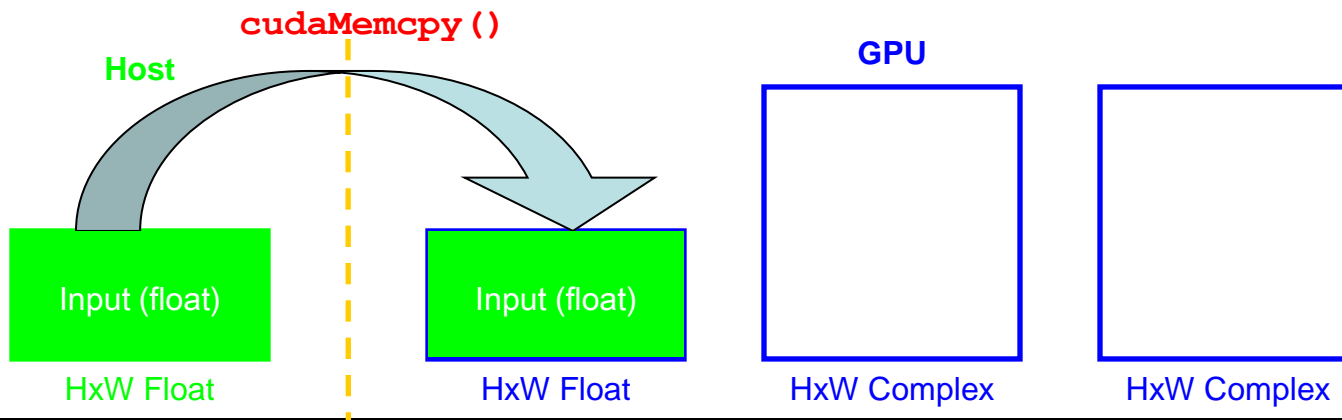 cudaMemcpy()
Host
GPU
Input (float)
Input (float)
HxW Float
HxW Float
HxW Complex
HxW Complex